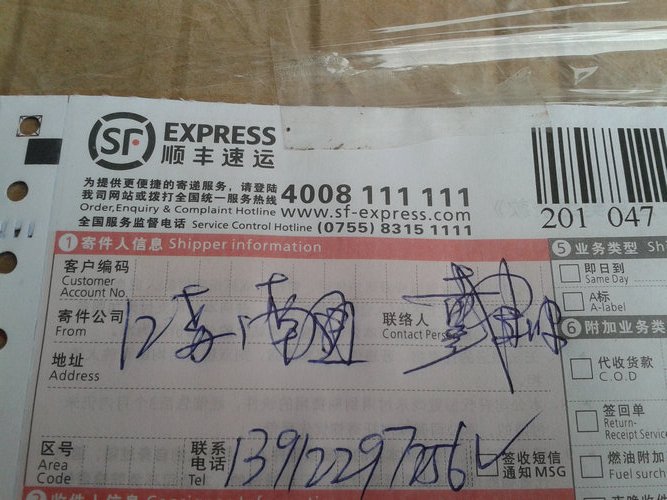 SF EXPRESS
顺丰速运
为提供更便捷的寄递服务，请登陆
我司网站或拨打全国统一服务热线 4008 111 111
Order,Enquiry & Complaint Hotline www.sf-express.com
全国服务监督电话 Service Control Hotline (0755) 8315 1111
201 047
1 寄件人信息 Shipper information
5 业务类型 Shi
客户编码
Customer
Account No.
即日到
Same Day
A标
A-label
寄件公司
From
联络人
Contact Pers
6 附加业务类
地址
Address
代收货款
C.O.D
签回单
Return-
Receipt Service
区号
Area
Code
联系
电话
Tel
签收短信
通知MSG
燃油附加
Fuel surch